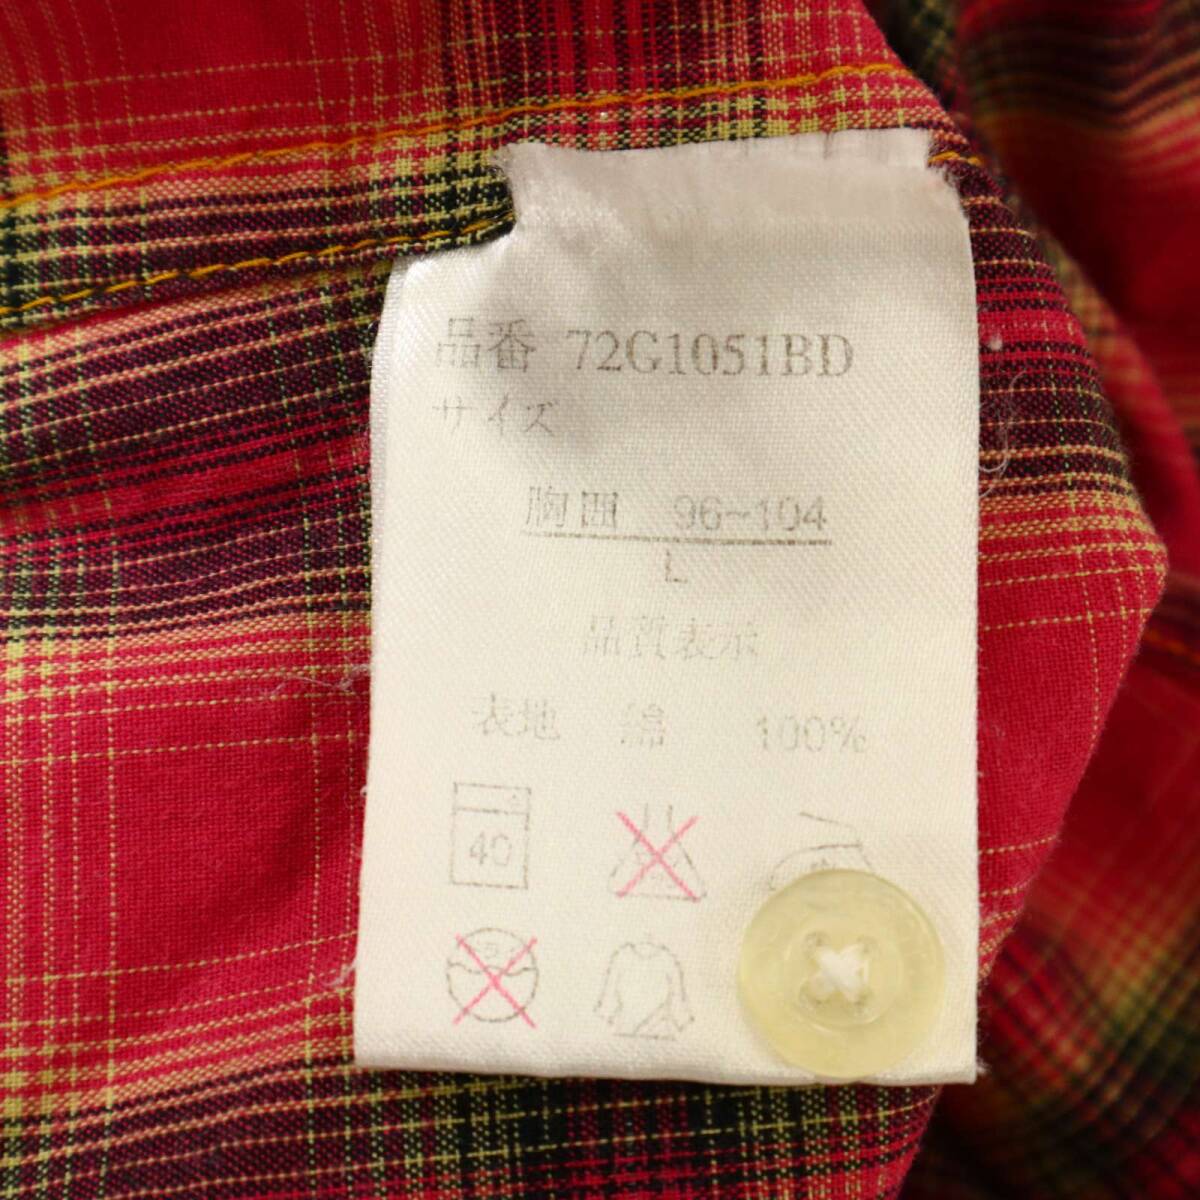 品番 72G1051BD
サイズ
胸囲 96~104
L
品質表示
表地 綿 100%
40